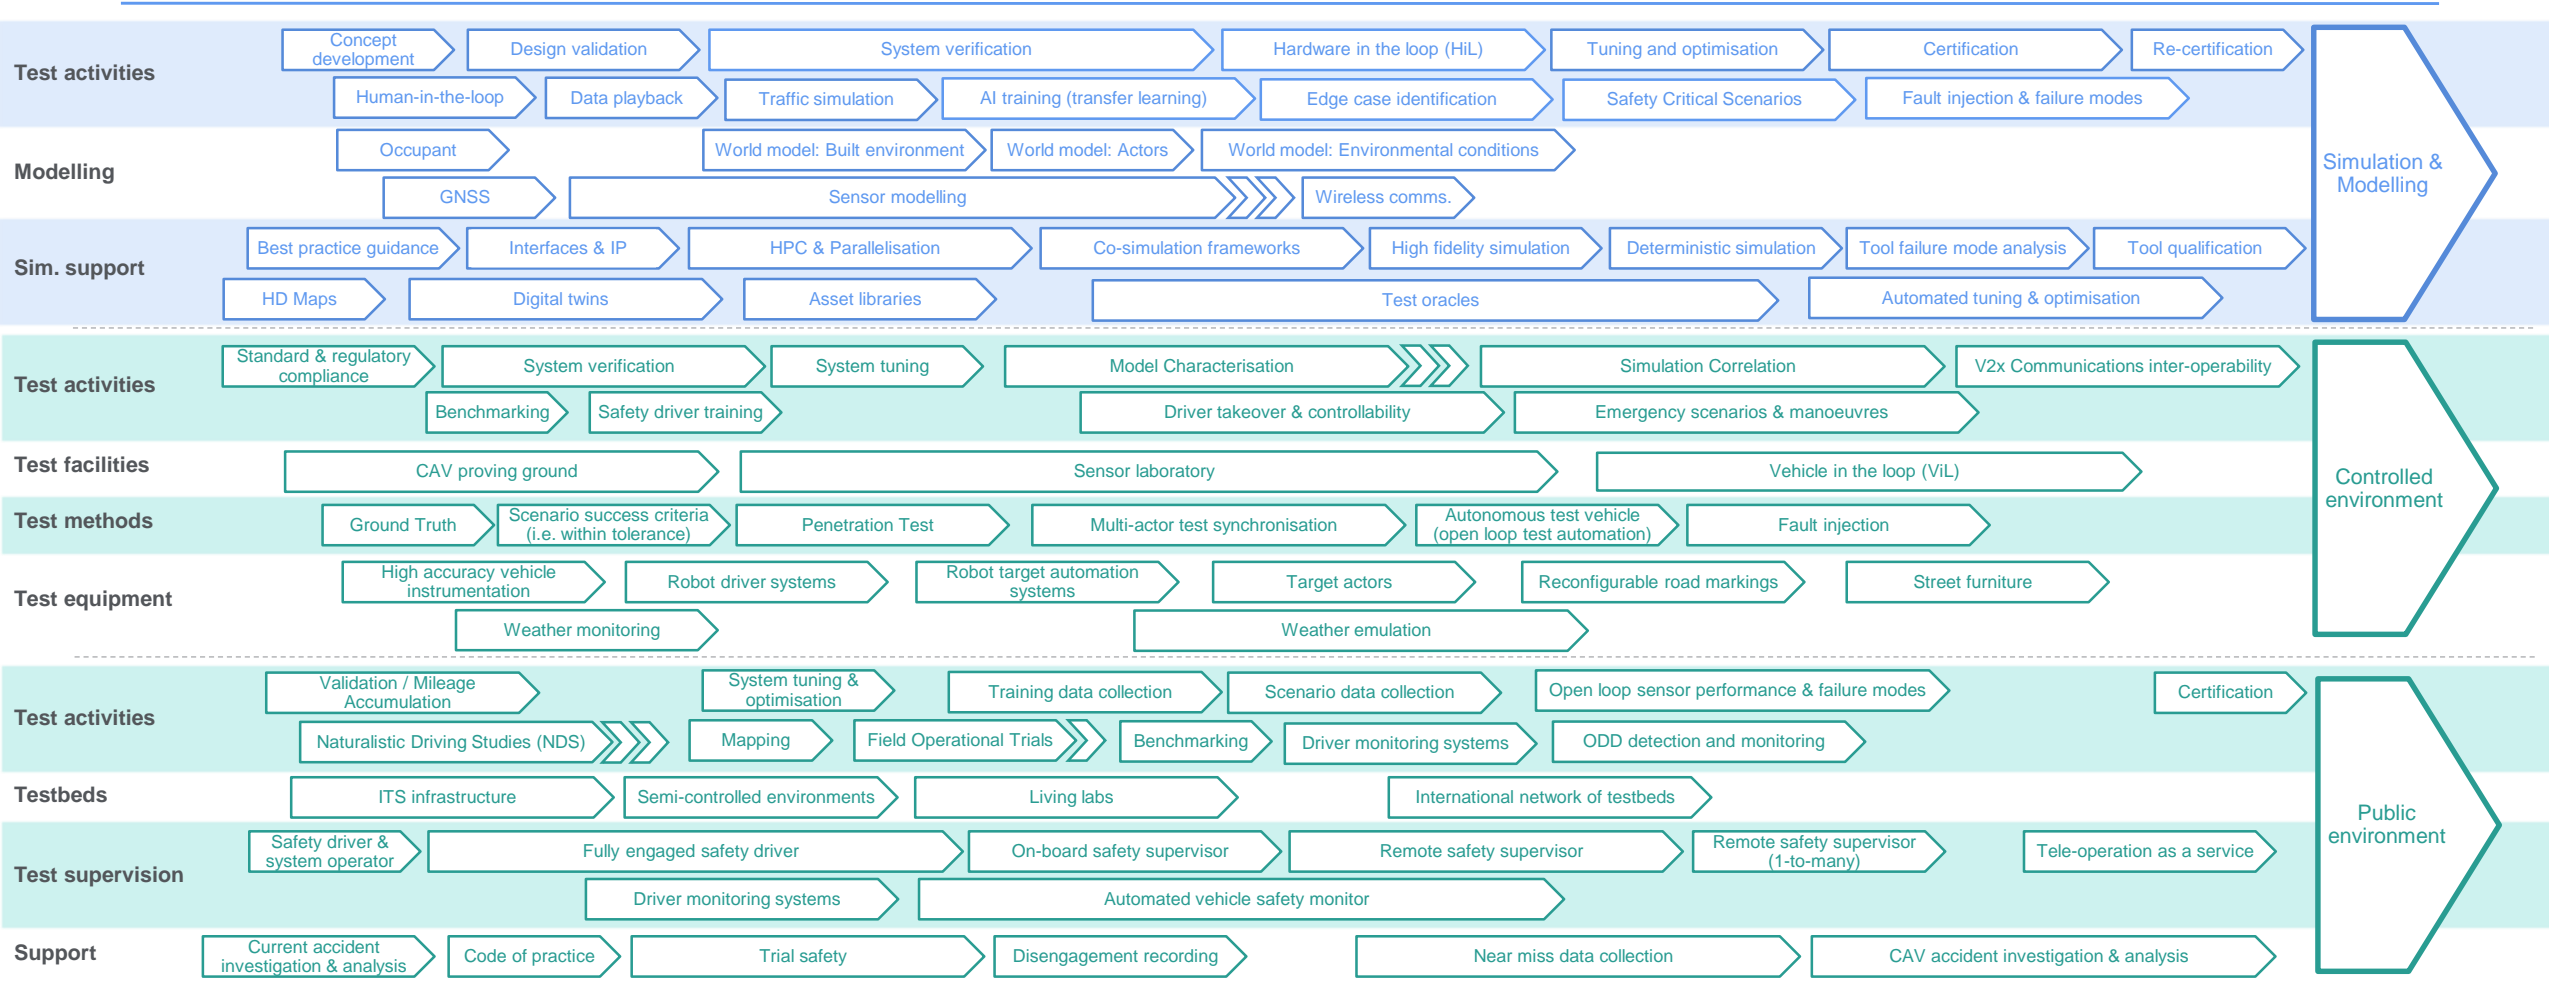 Test activities
Concept
development
Design validation
System verification
Hardware in the loop (HiL)
Tuning and optimisation
Certification
Re-certification
Human-in-the-loop
Data playback
Traffic simulation
AI training (transfer learning)
Edge case identification
Safety Critical Scenarios
Fault injection & failure modes
Modelling
Occupant
World model: Built environment
World model: Actors
World model: Environmental conditions
GNSS
Sensor modelling
Wireless comms.
Simulation &
Modelling
Sim. support
Best practice guidance
Interfaces & IP
HPC & Parallelisation
Co-simulation frameworks
High fidelity simulation
Deterministic simulation
Tool failure mode analysis
Tool qualification
HD Maps
Digital twins
Asset libraries
Test oracles
Automated tuning & optimisation
Test activities
Standard & regulatory
compliance
System verification
System tuning
Model Characterisation
Simulation Correlation
V2x Communications inter-operability
Benchmarking
Safety driver training
Driver takeover & controllability
Emergency scenarios & manoeuvres
Test facilities
CAV proving ground
Sensor laboratory
Vehicle in the loop (ViL)
Controlled
environment
Test methods
Ground Truth
Scenario success criteria
(i.e. within tolerance)
Penetration Test
Multi-actor test synchronisation
Autonomous test vehicle
(open loop test automation)
Fault injection
Test equipment
High accuracy vehicle
instrumentation
Robot driver systems
Robot target automation
systems
Target actors
Reconfigurable road markings
Street furniture
Weather monitoring
Weather emulation
Test activities
Validation / Mileage
Accumulation
System tuning &
optimisation
Training data collection
Scenario data collection
Open loop sensor performance & failure modes
Certification
Naturalistic Driving Studies (NDS)
Mapping
Field Operational Trials
Benchmarking
Driver monitoring systems
ODD detection and monitoring
Testbeds
ITS infrastructure
Semi-controlled environments
Living labs
International network of testbeds
Public
environment
Test supervision
Safety driver &
system operator
Fully engaged safety driver
On-board safety supervisor
Remote safety supervisor
Remote safety supervisor
(1-to-many)
Tele-operation as a service
Driver monitoring systems
Automated vehicle safety monitor
Support
Current accident
investigation & analysis
Code of practice
Trial safety
Disengagement recording
Near miss data collection
CAV accident investigation & analysis